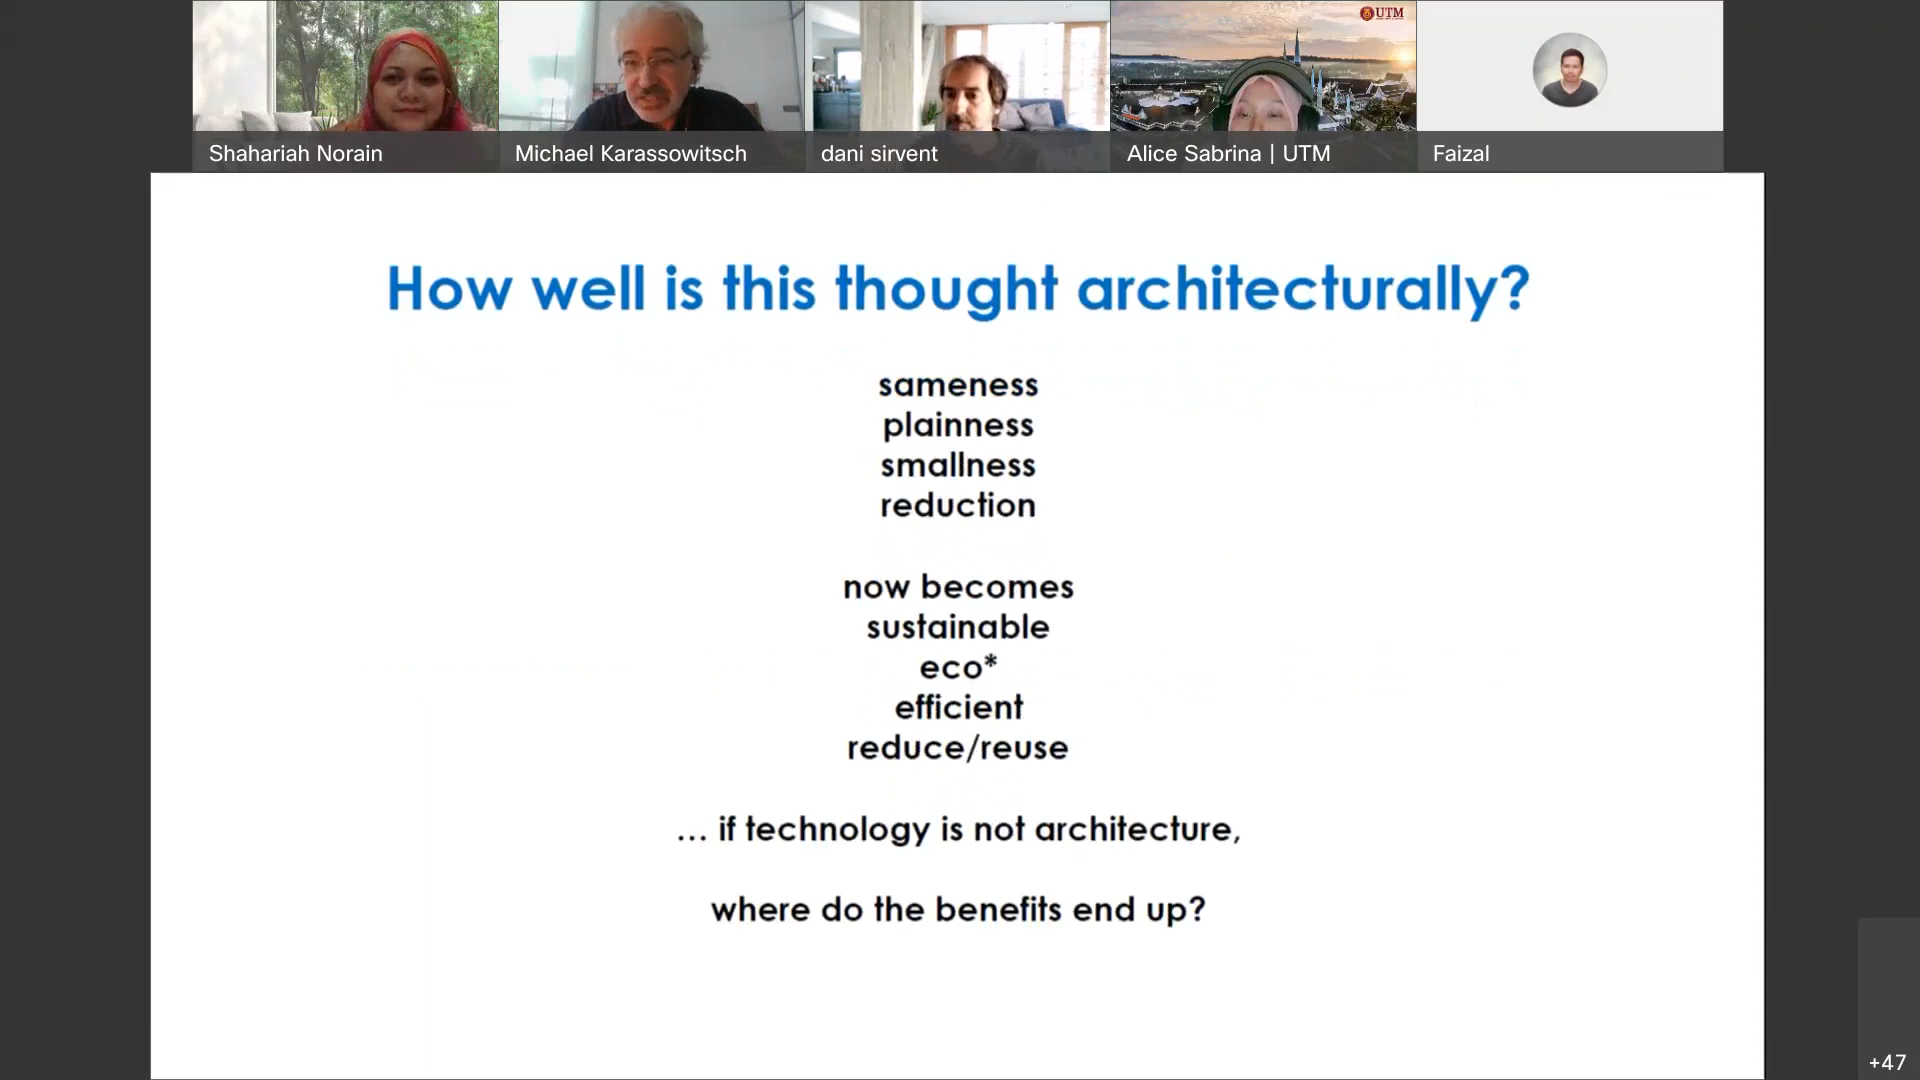 UTM
Shahariah Norain
Michael Karassowitsch
dani sirvent
Alice Sabrina | UTM
Faizal
How well is this thought architecturally?
sameness
plainness
smallness
reduction
now becomes
sustainable
eco*
efficient
reduce/reuse
... if technology is not architecture,
where do the benefits end up?
+47